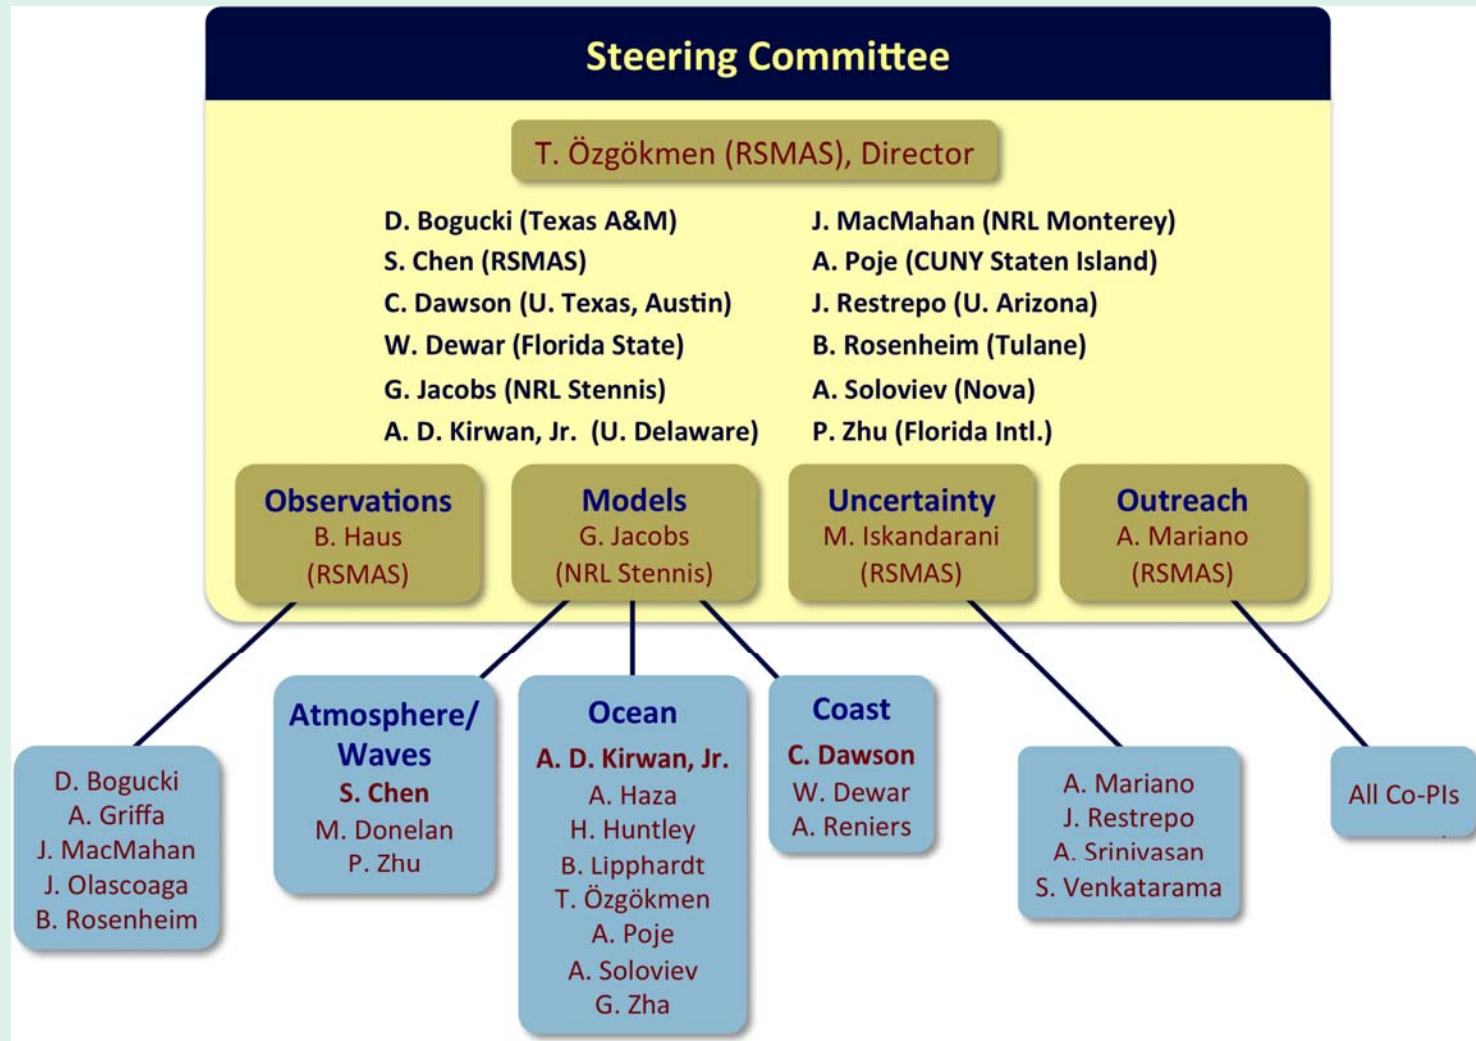 Steering Committee
T. Özgökmen (RSMAS), Director
D. Bogucki (Texas A&M)
S. Chen (RSMAS)
C. Dawson (U. Texas, Austin)
W. Dewar (Florida State)
G. Jacobs (NRL Stennis)
A. D. Kirwan, Jr. (U. Delaware)
J. MacMahan (NRL Monterey)
A. Poje (CUNY Staten Island)
J. Restrepo (U. Arizona)
B. Rosenheim (Tulane)
A. Soloviev (Nova)
P. Zhu (Florida Intl.)
Observations
B. Haus
(RSMAS)
Models
G. Jacobs
(NRL Stennis)
Uncertainty
M. Iskandarani
(RSMAS)
Outreach
A. Mariano
(RSMAS)
D. Bogucki
A. Griffa
J. MacMahan
J. Olascoaga
B. Rosenheim
Atmosphere/
Waves
S. Chen
M. Donelan
P. Zhu
Ocean
A. D. Kirwan, Jr.
A. Haza
H. Huntley
B. Lipphardt
T. Özgökmen
A. Poje
A. Soloviev
G. Zha
Coast
C. Dawson
W. Dewar
A. Reniers
A. Mariano
J. Restrepo
A. Srinivasan
S. Venkatarama
All Co-PIs